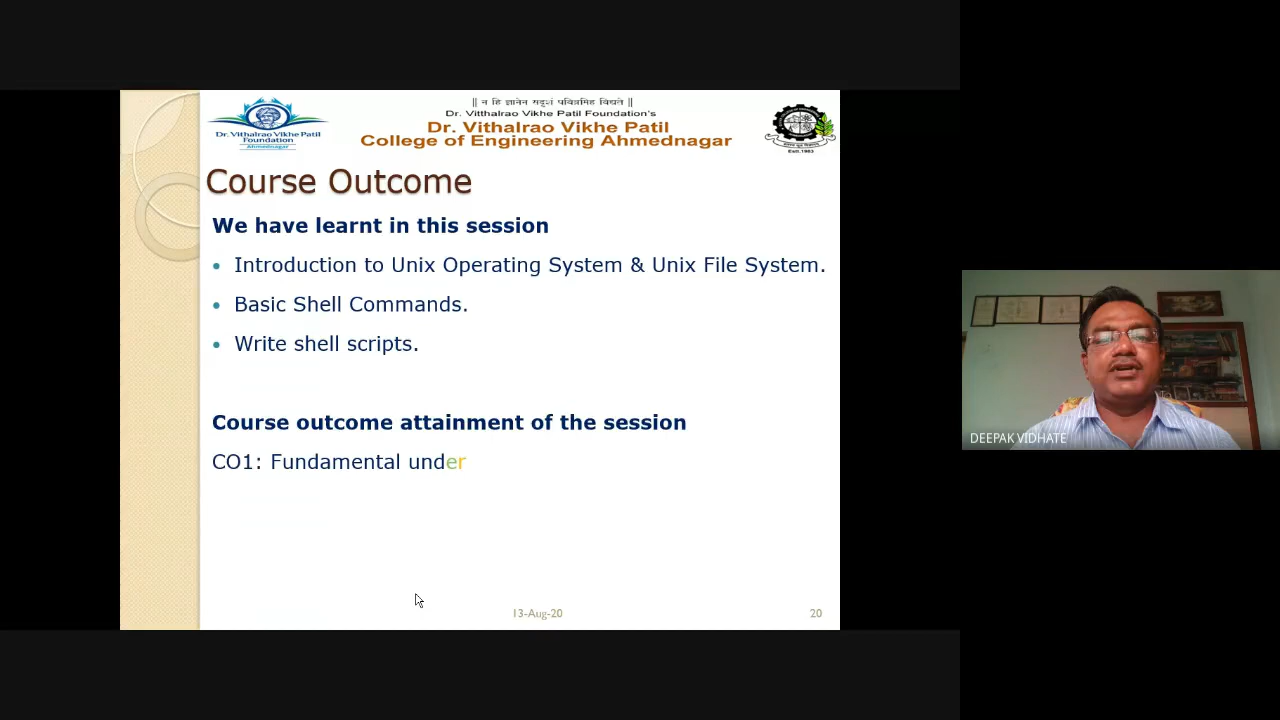 || न हि ज्ञानेन सदृशं पवित्रमिह विद्यते ||
Dr. Vitthalrao Vikhe Patil Foundation's
Dr. Vithalrao Vikhe Patil
College of Engineering Ahmednagar
Dr. Vithalrao Vikhe Patil
Foundation
Ahmednagar
Estd.1983
Course Outcome
We have learnt in this session
• Introduction to Unix Operating System & Unix File System.
• Basic Shell Commands.
• Write shell scripts.
Course outcome attainment of the session
CO1: Fundamental under
13-Aug-20
20
DEEPAK VIDHATE